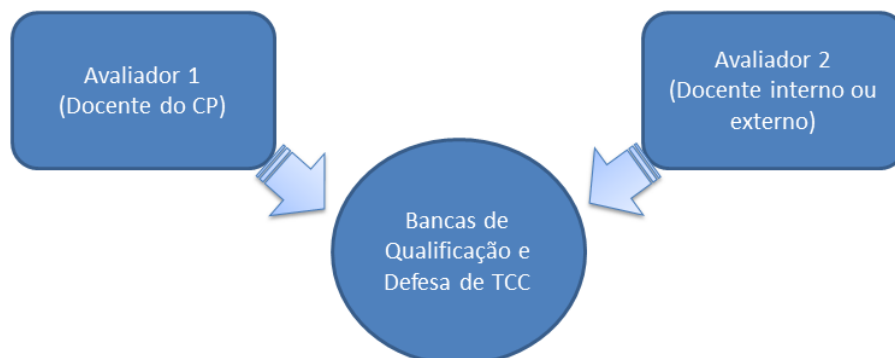 Avaliador 1
(Docente do CP)
Avaliador 2
(Docente interno ou
externo)
Bancas de
Qualificação e
Defesa de TCC